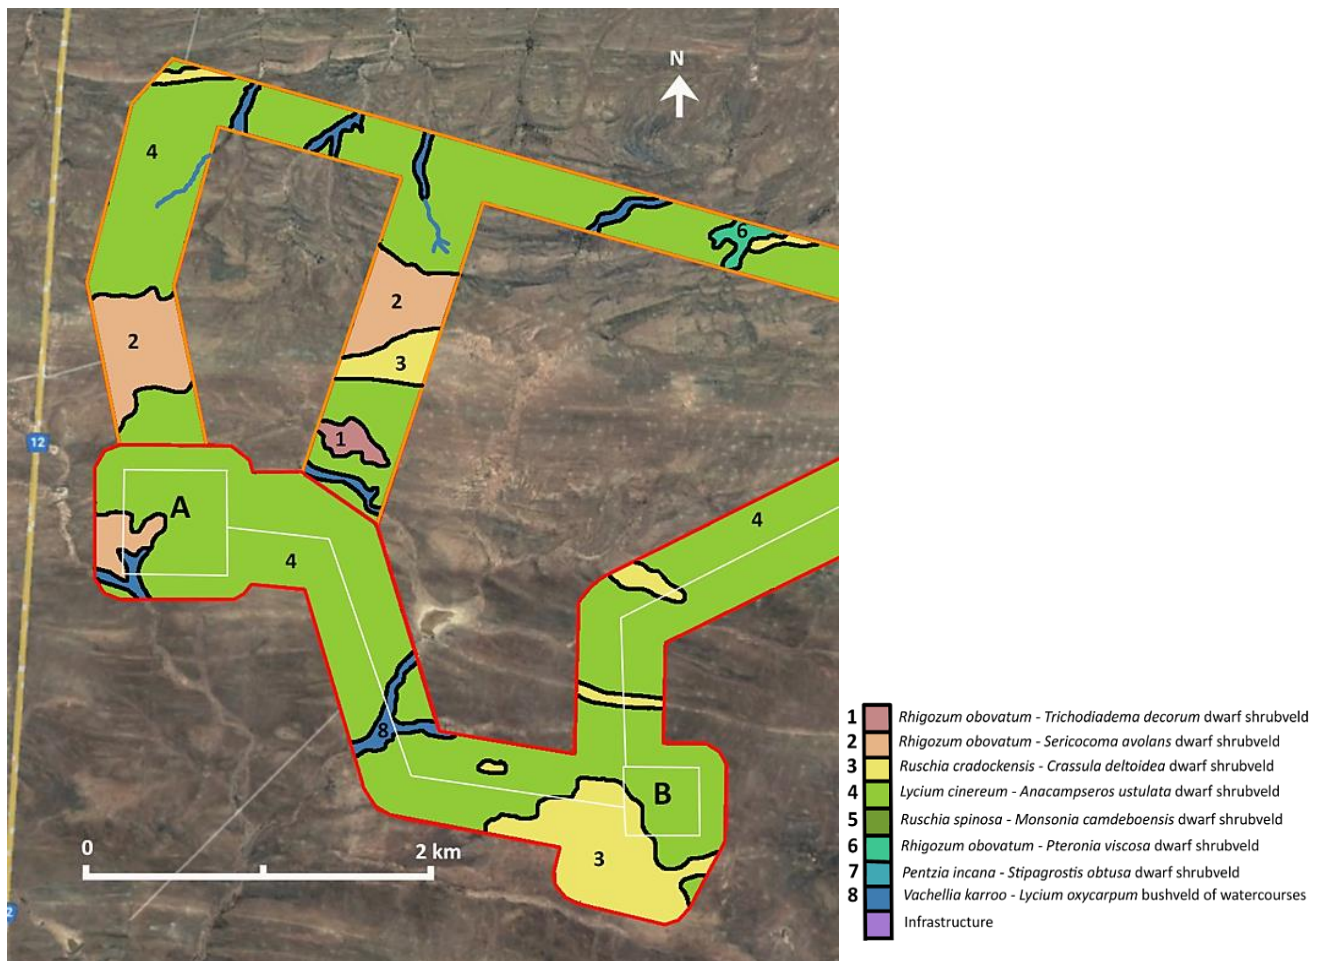 N
4
6
2
2
3
1
12
A
4
4
8
B
3
0
2 km
2
1 Rhigozum obovatum - Trichodiadema decorum dwarf shrubveld
2 Rhigozum obovatum - Sericocoma avolans dwarf shrubveld
3 Ruschia cradockensis - Crassula deltoidea dwarf shrubveld
4 Lycium cinereum - Anacampseros ustulata dwarf shrubveld
5 Ruschia spinosa - Monsonia camdeboensis dwarf shrubveld
6 Rhigozum obovatum - Pteronia viscosa dwarf shrubveld
7 Pentzia incana - Stipagrostis obtusa dwarf shrubveld
8 Vachellia karroo - Lycium oxycarpum bushveld of watercourses
Infrastructure